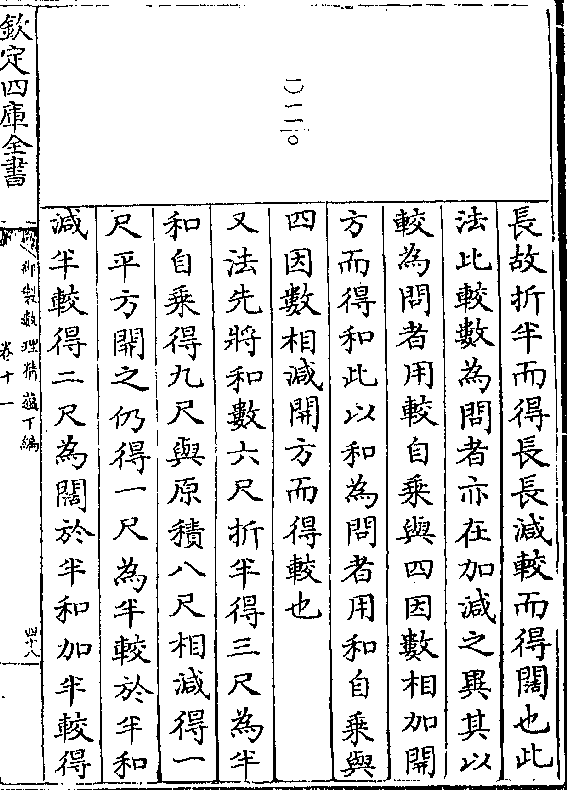 一〇
二二
〇
長故折半而得長長減較而得闊也此
法比較數為問者亦在加減之異其以
較為問者用較自乘與四因數相加開
方而得和此以和為問者用和自乘與
四因數相減開方而得較也
又法先將和數六尺折半得三尺為半
和自乘得九尺與原積八尺相減得一
尺平方開之仍得一尺為半較於半和
減半較得二尺為闊於半和加半較得
欽定四庫全書
御製數理精蘊下編
卷十一
四十八